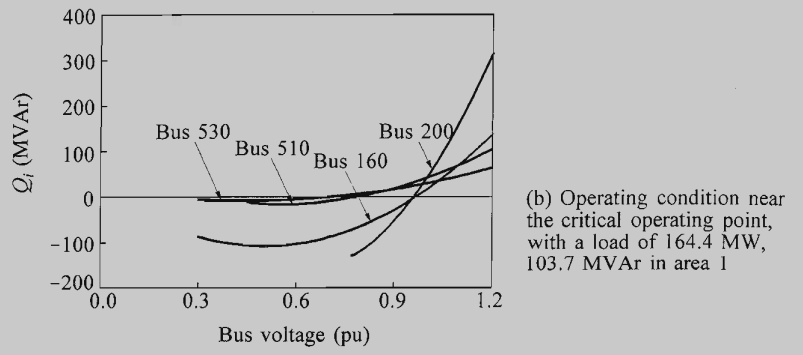 400
300
200
100
0
−100
−200
Q_i (MVAr)
Bus 530
Bus 510
Bus 160
Bus 200
0.0
0.3
0.6
0.9
1.2
Bus voltage (pu)
(b) Operating condition near
the critical operating point,
with a load of 164.4 MW,
103.7 MVAr in area 1